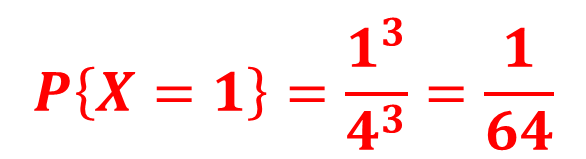 P{X = 1} = 1³/4³ = 1/64